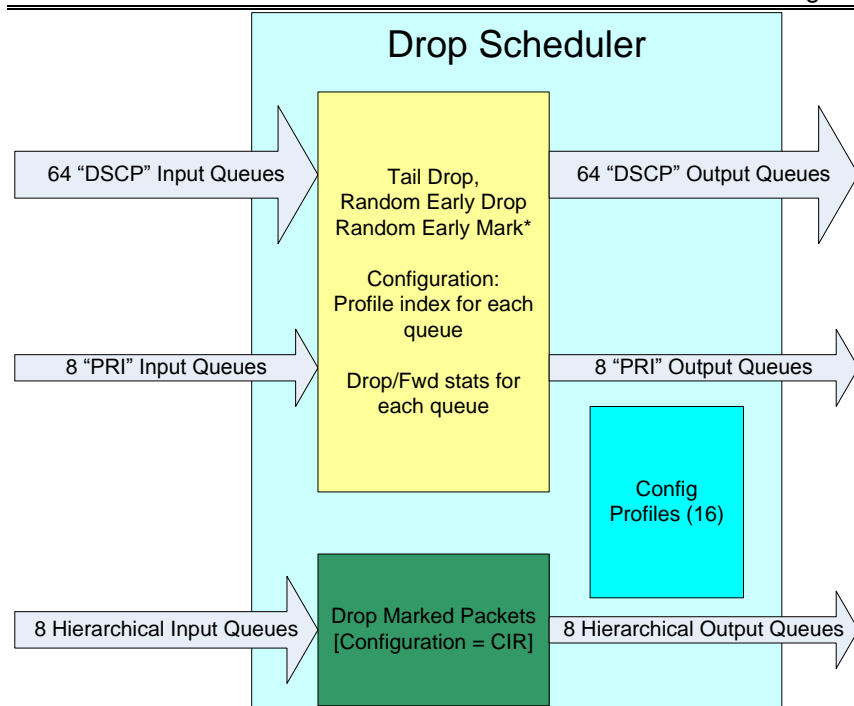 Drop Scheduler
64 “DSCP” Input Queues
Tail Drop,
Random Early Drop
Random Early Mark*
Configuration:
Profile index for each
queue
Drop/Fwd stats for
each queue
64 “DSCP” Output Queues
8 “PRI” Input Queues
8 “PRI” Output Queues
Config
Profiles (16)
8 Hierarchical Input Queues
Drop Marked Packets
[Configuration = CIR]
8 Hierarchical Output Queues